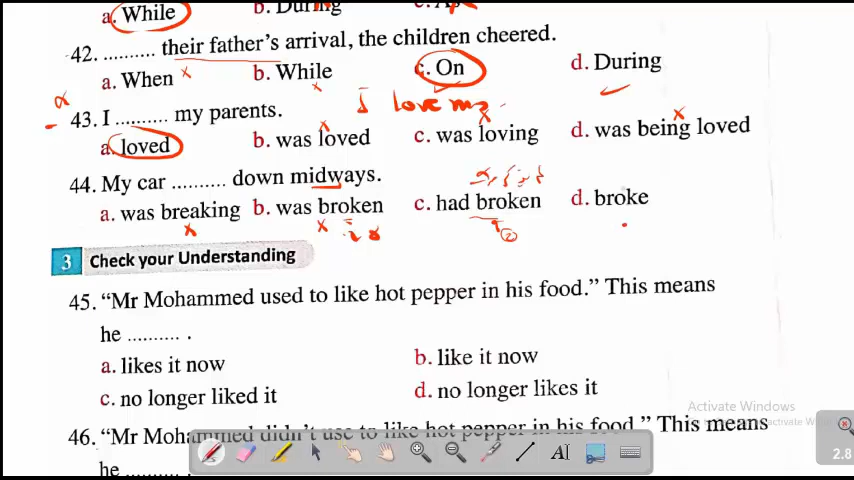 a. While b. During c. As
42. .......... their father's arrival, the children cheered.
a. When x b. While x c. On d. During
I love my
43. I .......... my parents.
a. loved b. was loved c. was loving d. was being loved
44. My car .......... down midways.
a. was breaking b. was broken c. had broken d. broke
3 Check your Understanding
45. “Mr Mohammed used to like hot pepper in his food.” This means
he .......... .
a. likes it now b. like it now
c. no longer liked it d. no longer likes it
46. “Mr Mohammed didn't use to like hot pepper in his food.” This means
he ..........
Activate Windows
2.8